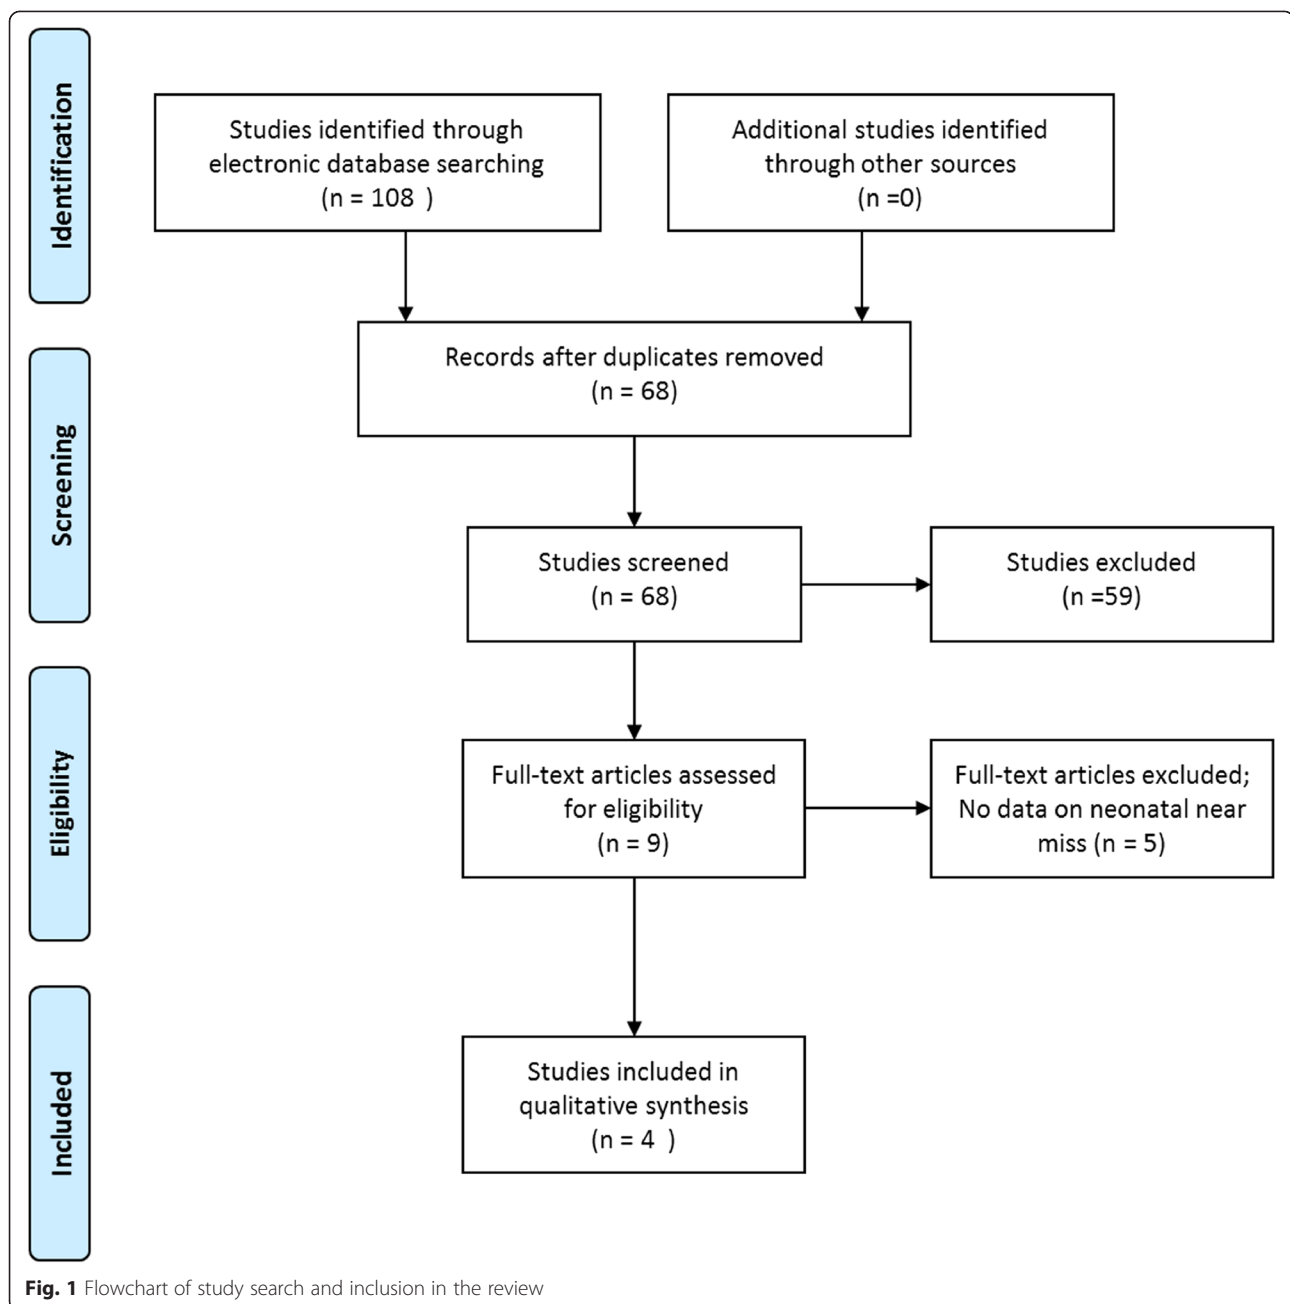 Identification
Studies identified through
electronic database searching
(n = 108 )
Additional studies identified
through other sources
(n =0)
Screening
Records after duplicates removed
(n = 68)
Studies screened
(n = 68)
Studies excluded
(n =59)
Eligibility
Full-text articles assessed
for eligibility
(n = 9)
Full-text articles excluded;
No data on neonatal near
miss (n = 5)
Included
Studies included in
qualitative synthesis
(n = 4 )
Fig. 1 Flowchart of study search and inclusion in the review